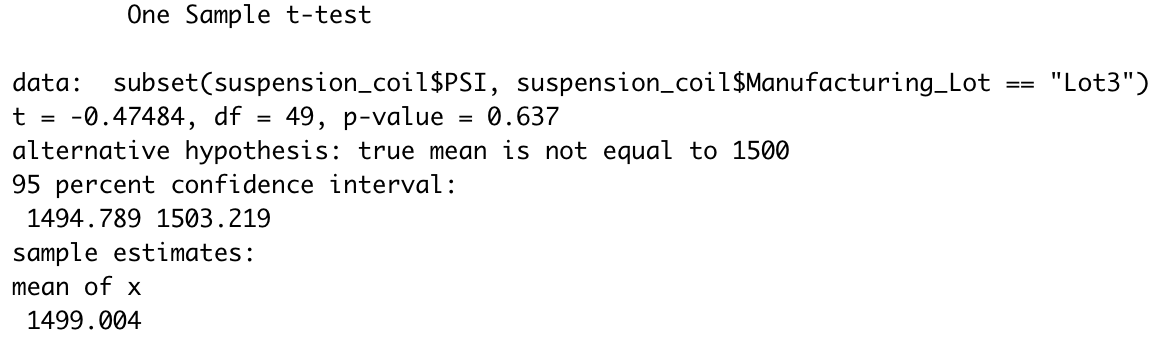 One Sample t-test
data:  subset(suspension_coil$PSI, suspension_coil$Manufacturing_Lot == "Lot3")
t = -0.47484, df = 49, p-value = 0.637
alternative hypothesis: true mean is not equal to 1500
95 percent confidence interval:
1494.789 1503.219
sample estimates:
mean of x
1499.004